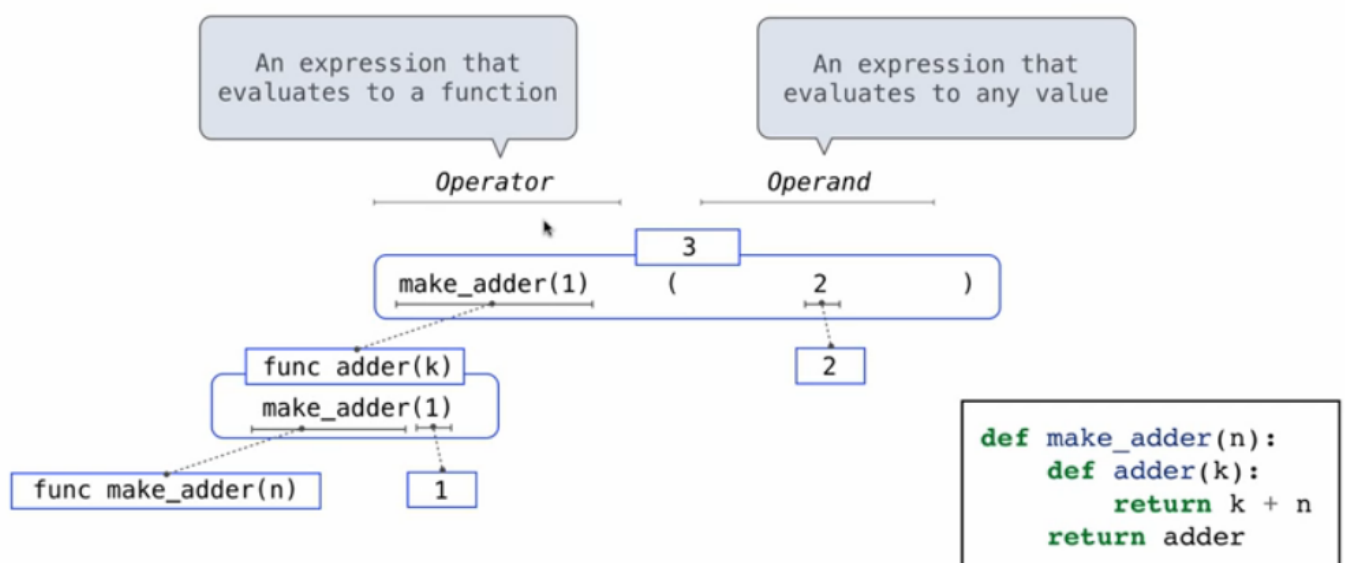 An expression that
evaluates to a function
An expression that
evaluates to any value
Operator
Operand
3
make_adder(1) ( 2 )
func adder(k)
2
make_adder(1)
func make_adder(n)
1
def make_adder(n):
    def adder(k):
        return k + n
    return adder